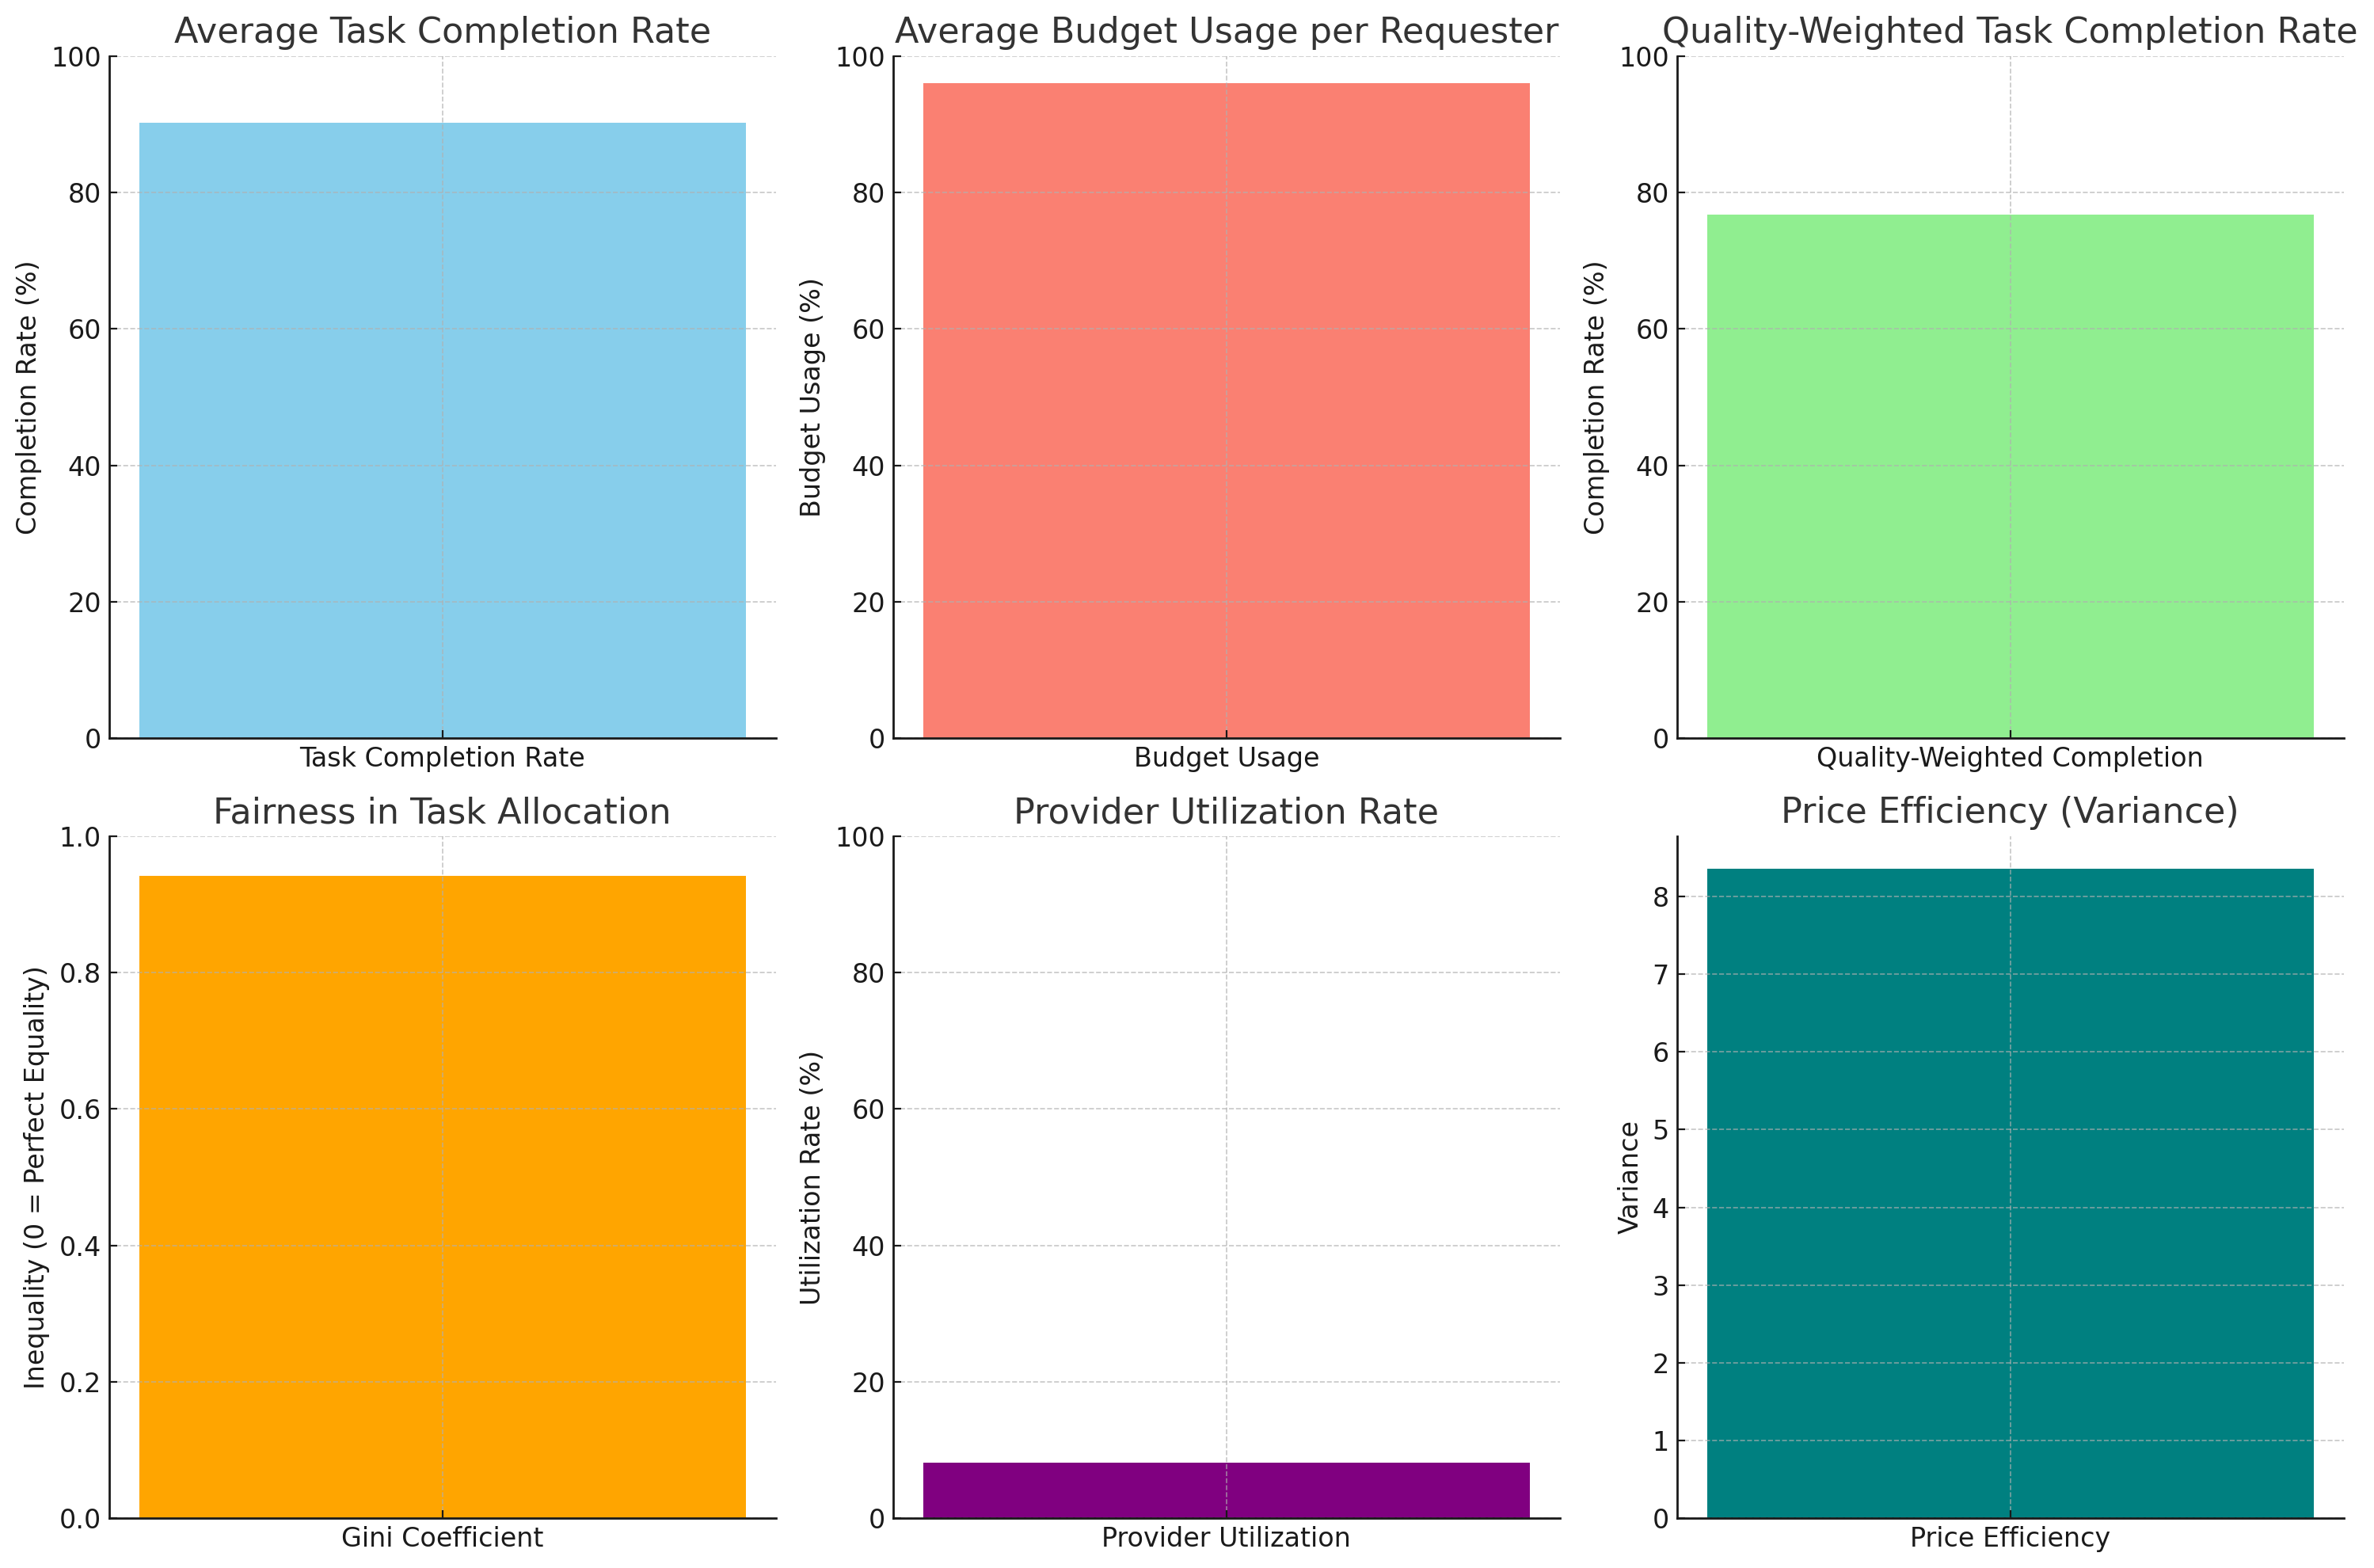 Average Task Completion Rate
Completion Rate (%)
100
80
60
40
20
0
Task Completion Rate
Average Budget Usage per Requester
Budget Usage (%)
100
80
60
40
20
0
Budget Usage
Quality-Weighted Task Completion Rate
Completion Rate (%)
100
80
60
40
20
0
Quality-Weighted Completion
Fairness in Task Allocation
Inequality (0 = Perfect Equality)
1.0
0.8
0.6
0.4
0.2
0.0
Gini Coefficient
Provider Utilization Rate
Utilization Rate (%)
100
80
60
40
20
0
Provider Utilization
Price Efficiency (Variance)
Variance
8
7
6
5
4
3
2
1
0
Price Efficiency